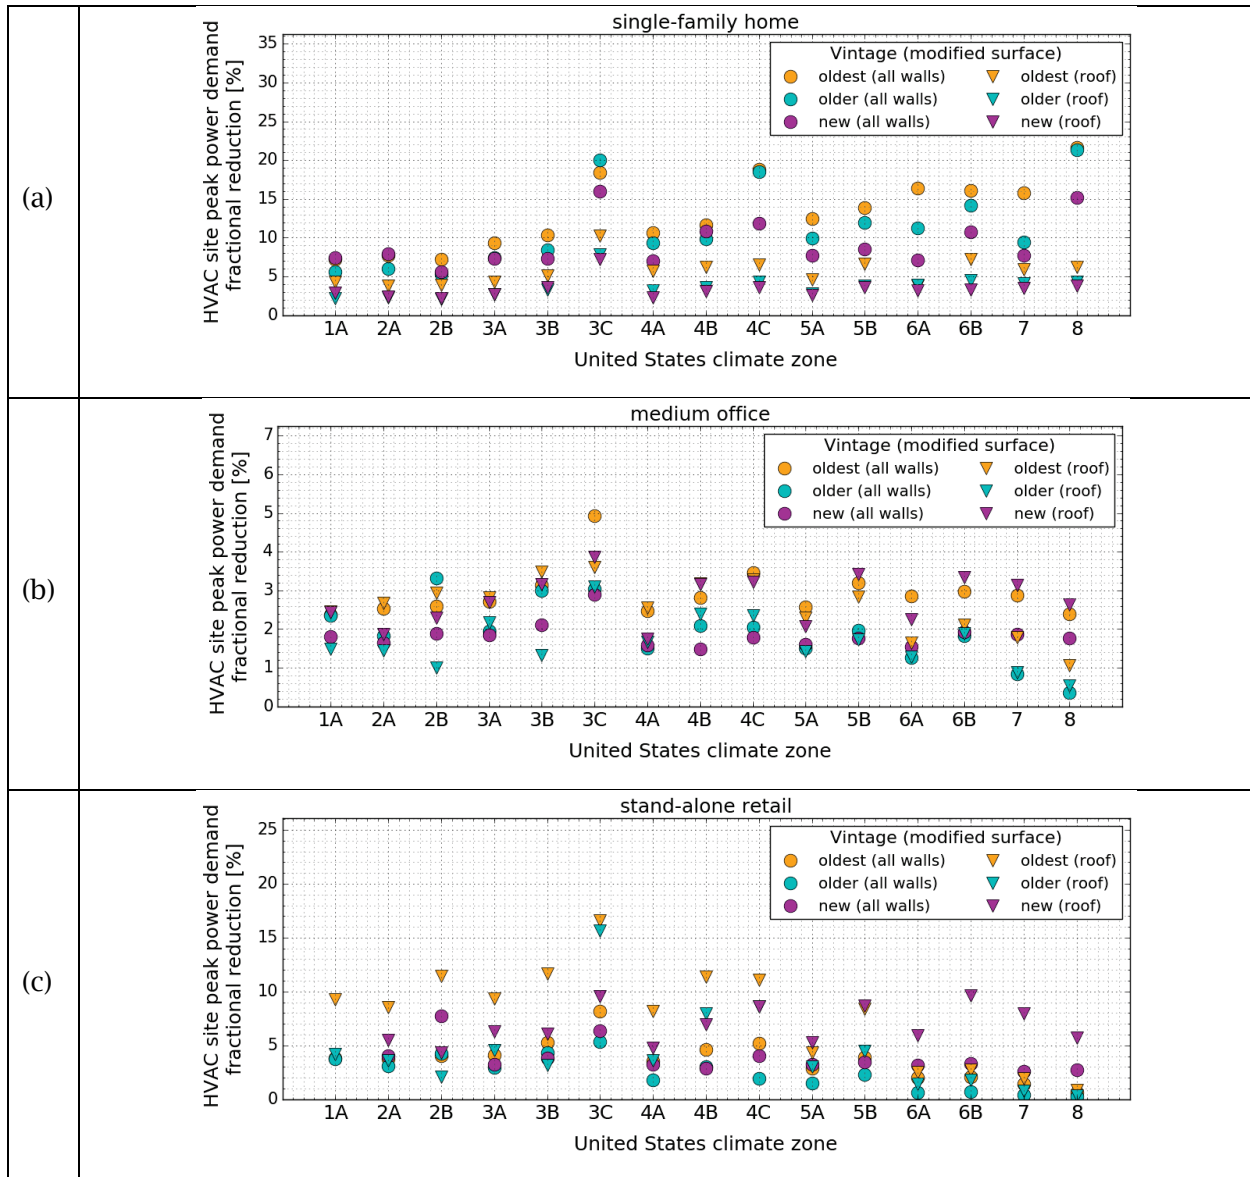 (a)
single-family home
HVAC site peak power demand
fractional reduction [%]
35
30
25
20
15
10
5
0
Vintage (modified surface)
oldest (all walls) oldest (roof)
older (all walls) older (roof)
new (all walls) new (roof)
1A 2A 2B 3A 3B 3C 4A 4B 4C 5A 5B 6A 6B 7 8
United States climate zone
(b)
medium office
HVAC site peak power demand
fractional reduction [%]
7
6
5
4
3
2
1
0
Vintage (modified surface)
oldest (all walls) oldest (roof)
older (all walls) older (roof)
new (all walls) new (roof)
1A 2A 2B 3A 3B 3C 4A 4B 4C 5A 5B 6A 6B 7 8
United States climate zone
(c)
stand-alone retail
HVAC site peak power demand
fractional reduction [%]
25
20
15
10
5
0
Vintage (modified surface)
oldest (all walls) oldest (roof)
older (all walls) older (roof)
new (all walls) new (roof)
1A 2A 2B 3A 3B 3C 4A 4B 4C 5A 5B 6A 6B 7 8
United States climate zone